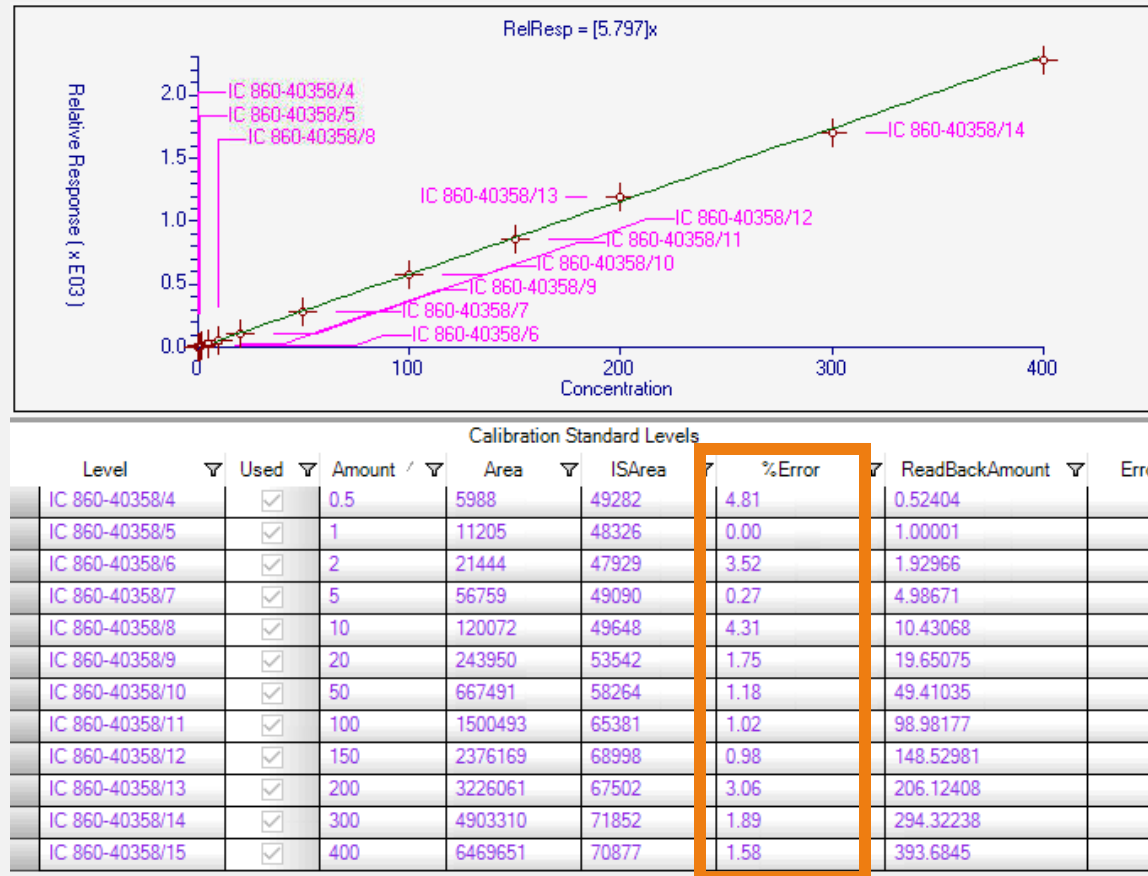 RelResp = [5.797]x
Relative Response ( x E03 )
2.0
1.5
1.0
0.5
0.0
IC 860-40358/4
IC 860-40358/5
IC 860-40358/8
IC 860-40358/14
IC 860-40358/13
IC 860-40358/12
IC 860-40358/11
IC 860-40358/10
IC 860-40358/9
IC 860-40358/7
IC 860-40358/6
0 100 200 300 400
Concentration
Calibration Standard Levels
Level Used Amount Area ISArea %Error ReadBackAmount Erro
IC 860-40358/4 0.5 5988 49282 4.81 0.52404
IC 860-40358/5 1 11205 48326 0.00 1.00001
IC 860-40358/6 2 21444 47929 3.52 1.92966
IC 860-40358/7 5 56759 49090 0.27 4.98671
IC 860-40358/8 10 120072 49648 4.31 10.43068
IC 860-40358/9 20 243950 53542 1.75 19.65075
IC 860-40358/10 50 667491 58264 1.18 49.41035
IC 860-40358/11 100 1500493 65381 1.02 98.98177
IC 860-40358/12 150 2376169 68998 0.98 148.52981
IC 860-40358/13 200 3226061 67502 3.06 206.12408
IC 860-40358/14 300 4903310 71852 1.89 294.32238
IC 860-40358/15 400 6469651 70877 1.58 393.6845